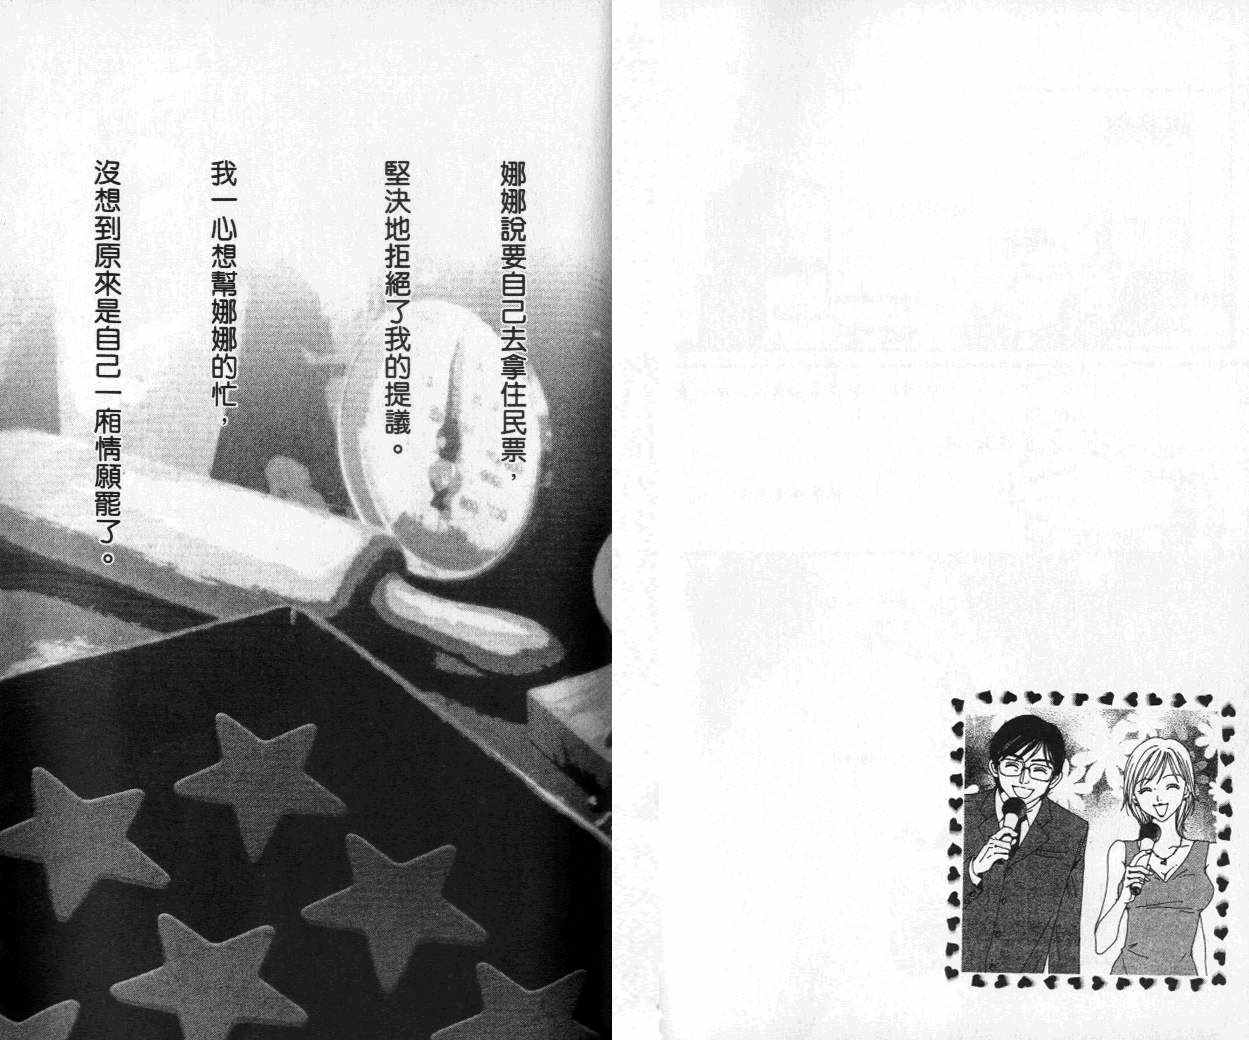 娜娜說要自己去拿住民票，
堅決地拒絕了我的提議。
我一心想幫娜娜的忙，
沒想到原來是自己一廂情願罷了。